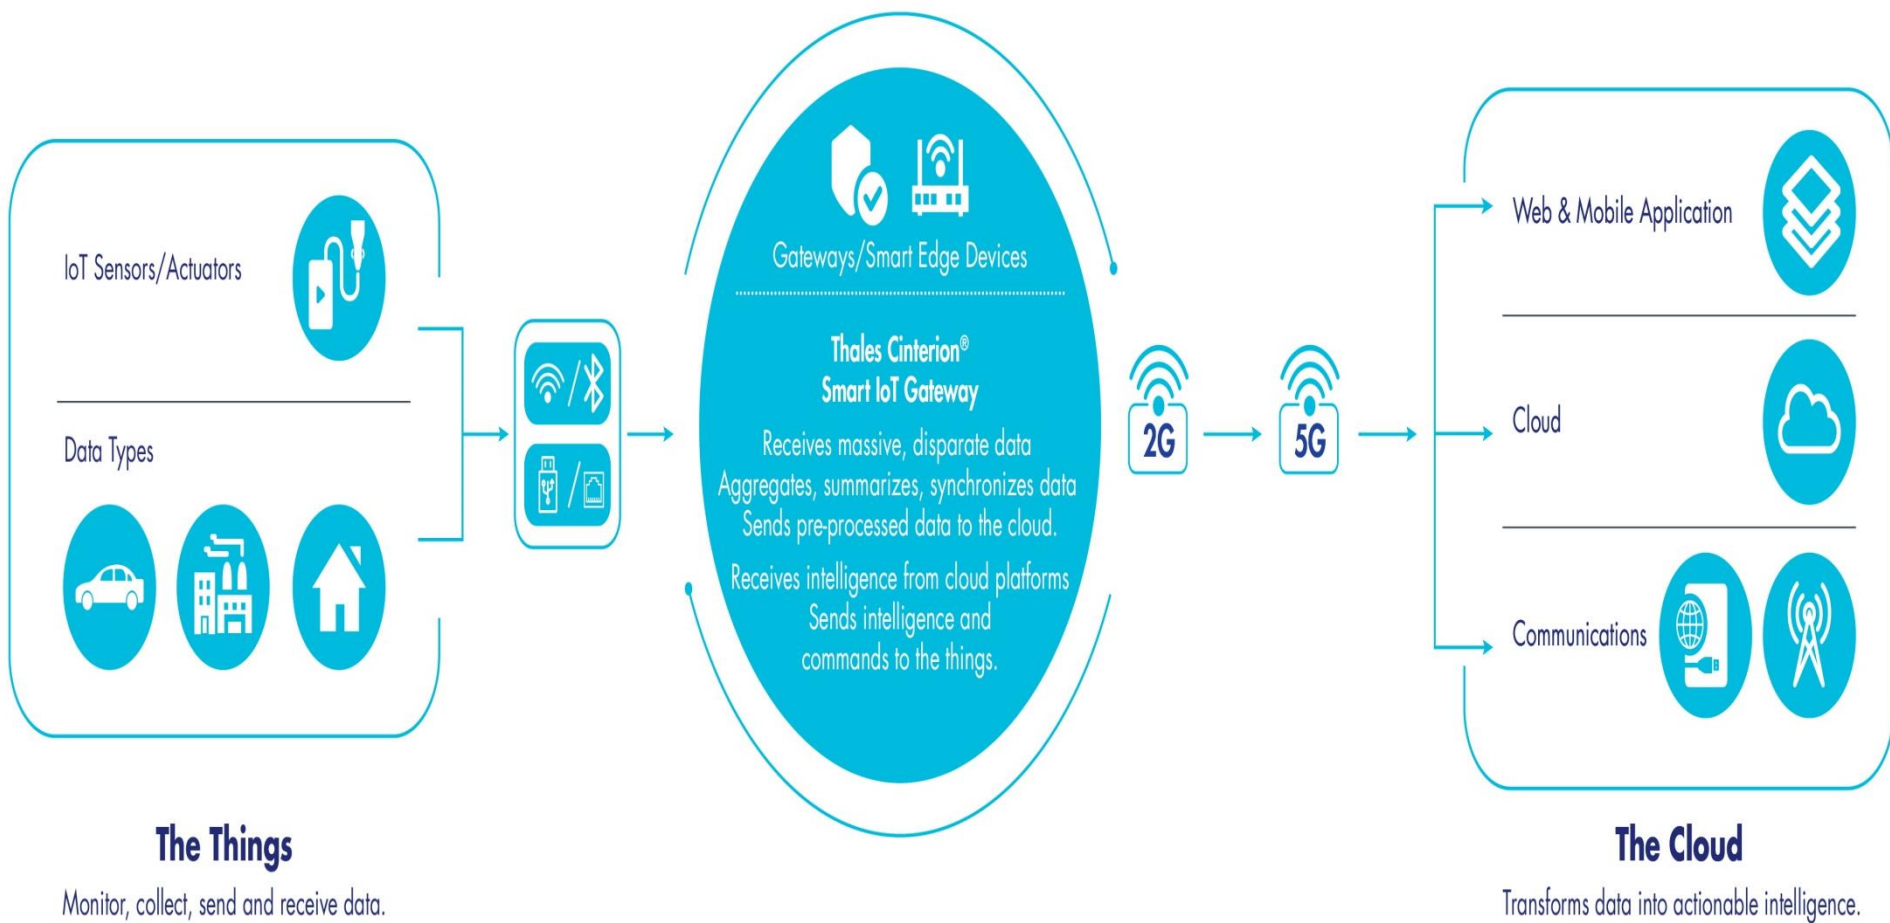 IoT Sensors/Actuators
Data Types
The Things
Monitor, collect, send and receive data.
Gateways/Smart Edge Devices
Thales Cinterion®
Smart IoT Gateway
Receives massive, disparate data
Aggregates, summarizes, synchronizes data
Sends pre-processed data to the cloud.
Receives intelligence from cloud platforms
Sends intelligence and
commands to the things.
2G
5G
Web & Mobile Application
Cloud
Communications
The Cloud
Transforms data into actionable intelligence.